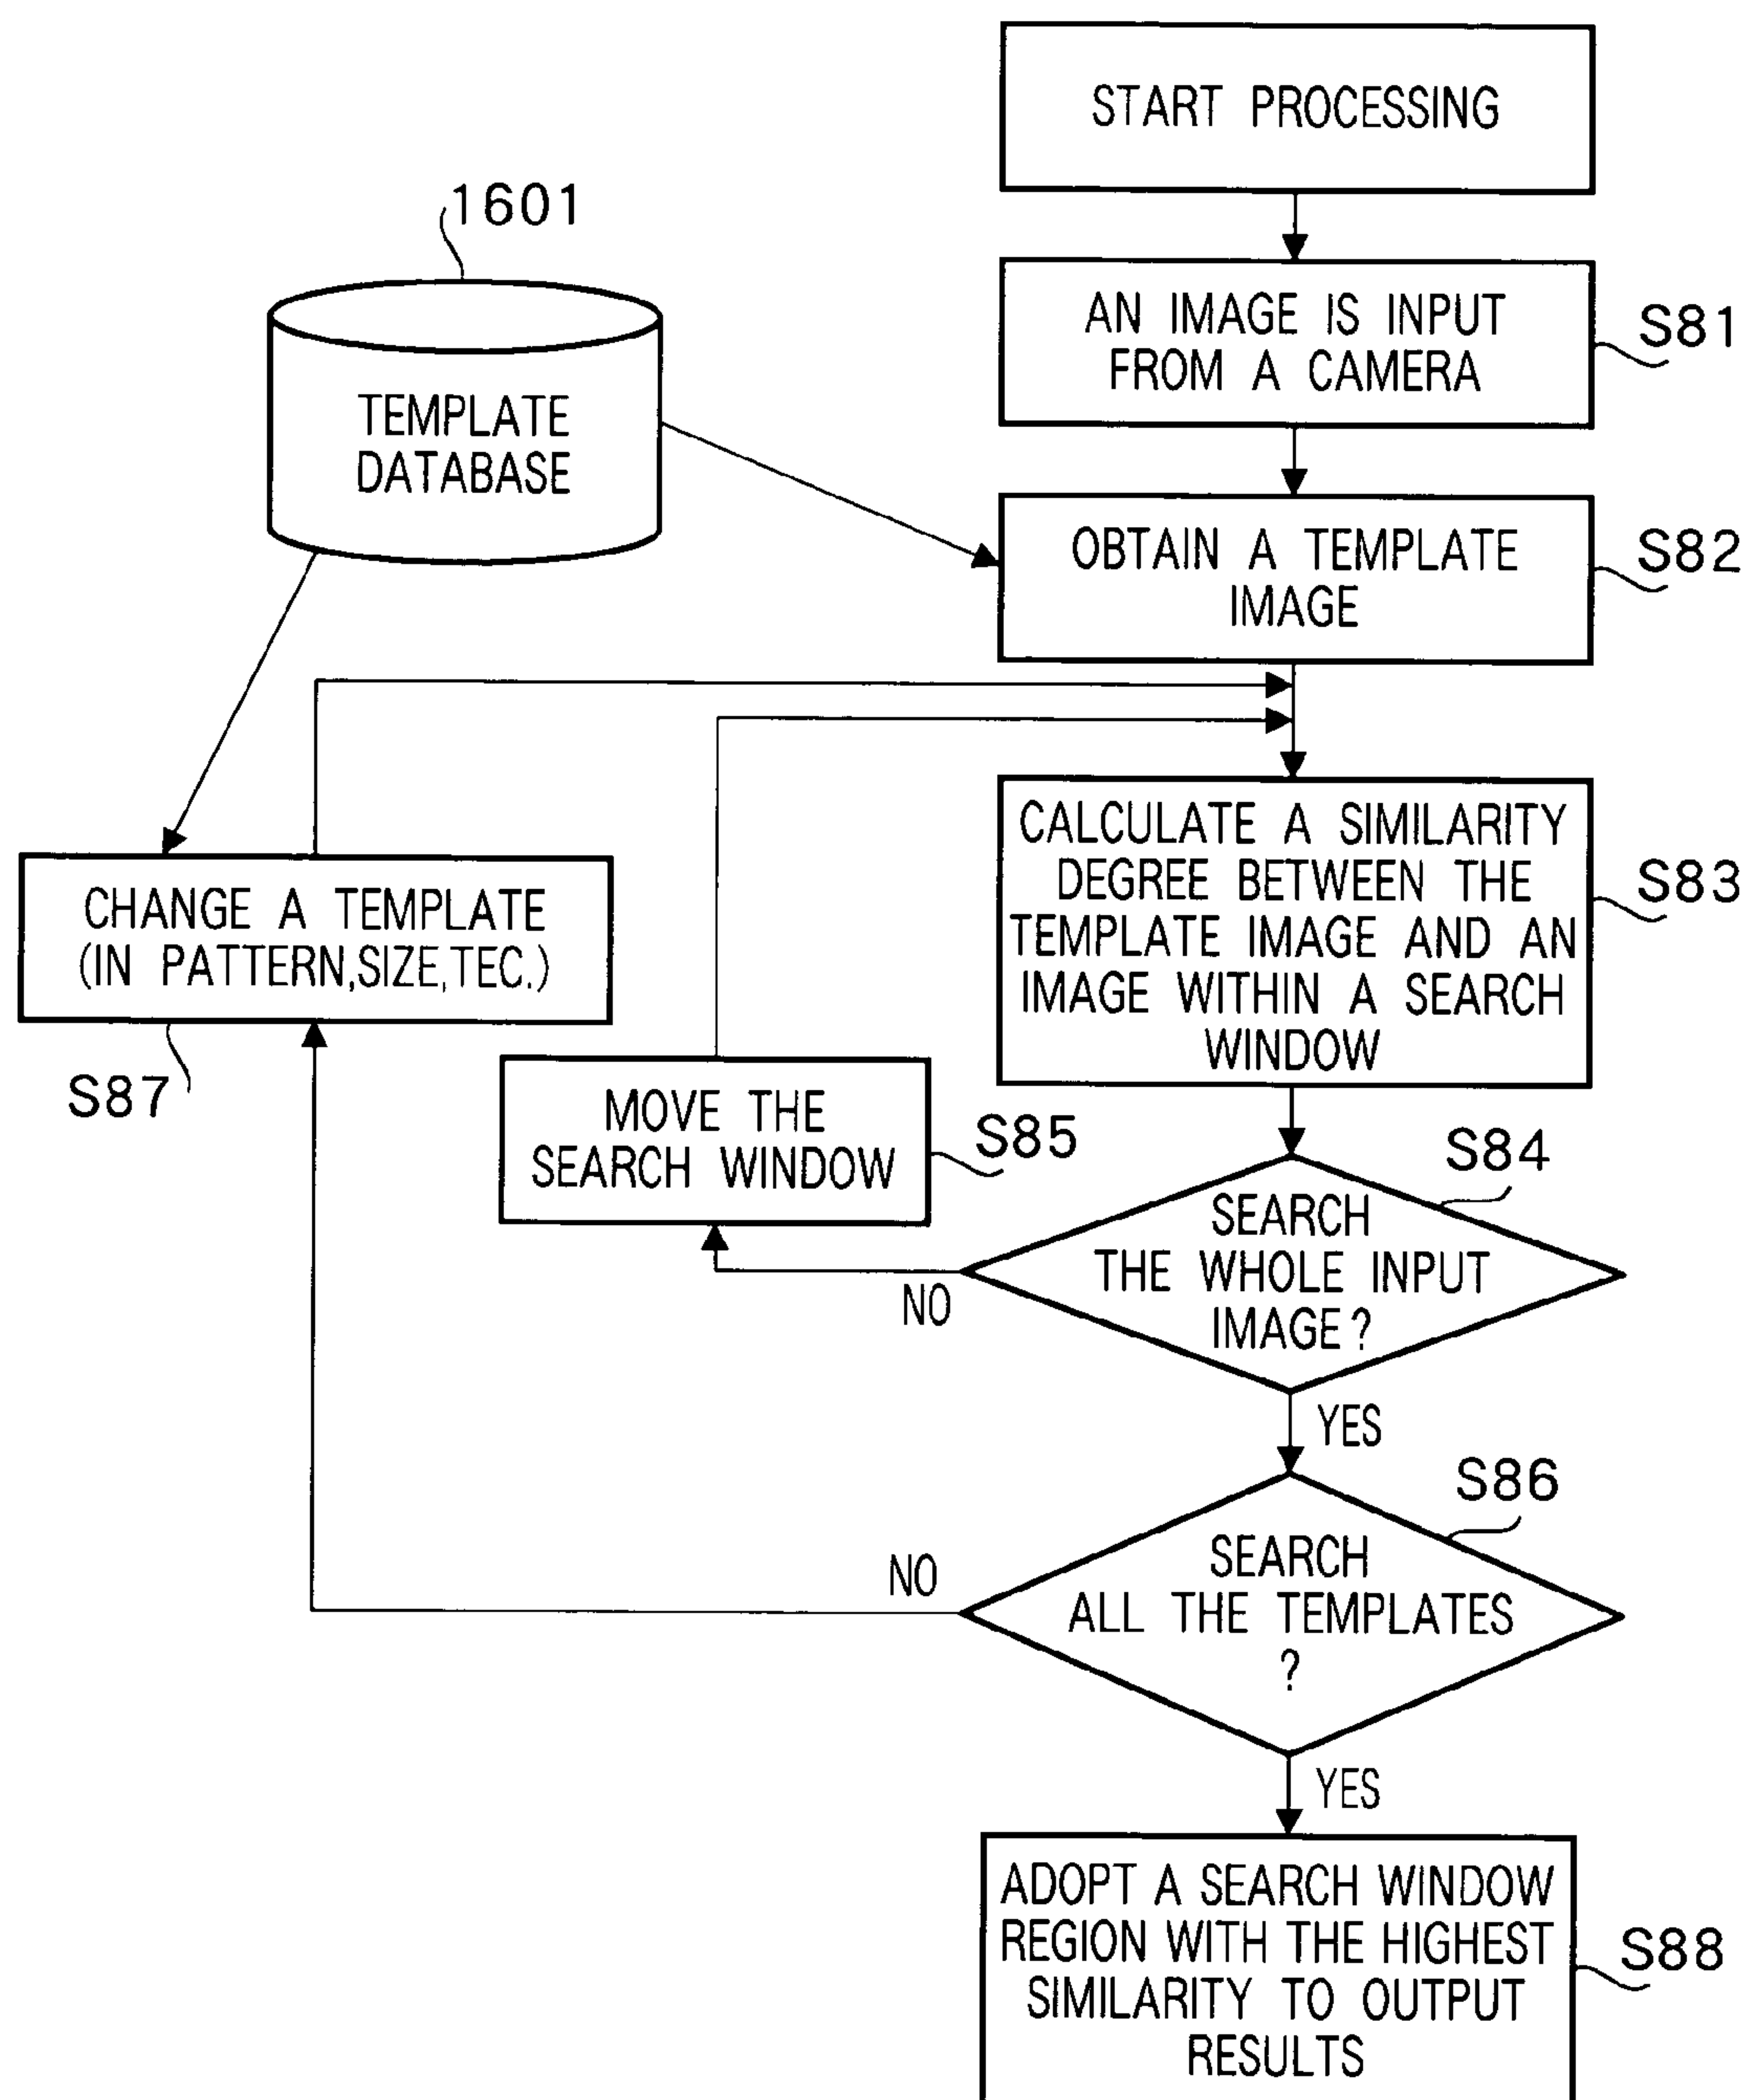 START PROCESSING
1601
AN IMAGE IS INPUT
FROM A CAMERA
S81
TEMPLATE
DATABASE
OBTAIN A TEMPLATE
IMAGE
S82
CALCULATE A SIMILARITY
DEGREE BETWEEN THE
TEMPLATE IMAGE AND AN
IMAGE WITHIN A SEARCH
WINDOW
S83
CHANGE A TEMPLATE
(IN PATTERN,SIZE,TEC.)
S87
MOVE THE
SEARCH WINDOW
S85
S84
SEARCH
THE WHOLE INPUT
IMAGE?
NO
YES
S86
SEARCH
ALL THE TEMPLATES
?
NO
YES
ADOPT A SEARCH WINDOW
REGION WITH THE HIGHEST
SIMILARITY TO OUTPUT
RESULTS
S88